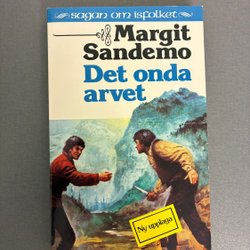 sagan om isfolket
Margit
Sandemo
Det onda
arvet
Ny upplaga